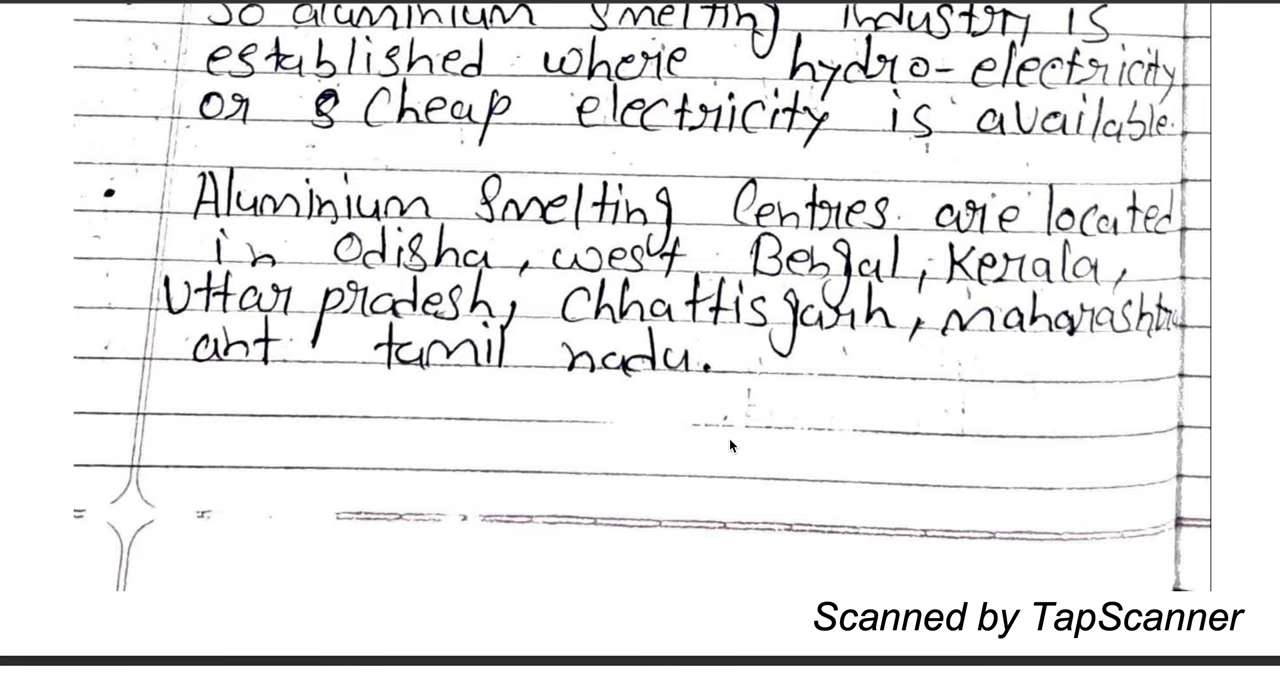 So aluminium smelting industry is
established where hydro-electricity
or cheap electricity is available.
• Aluminium Smelting Centres are located
in Odisha, west Bengal, Kerala,
Uttar pradesh, Chhattisgarh, maharashtra
ant tamil nadu.
Scanned by TapScanner